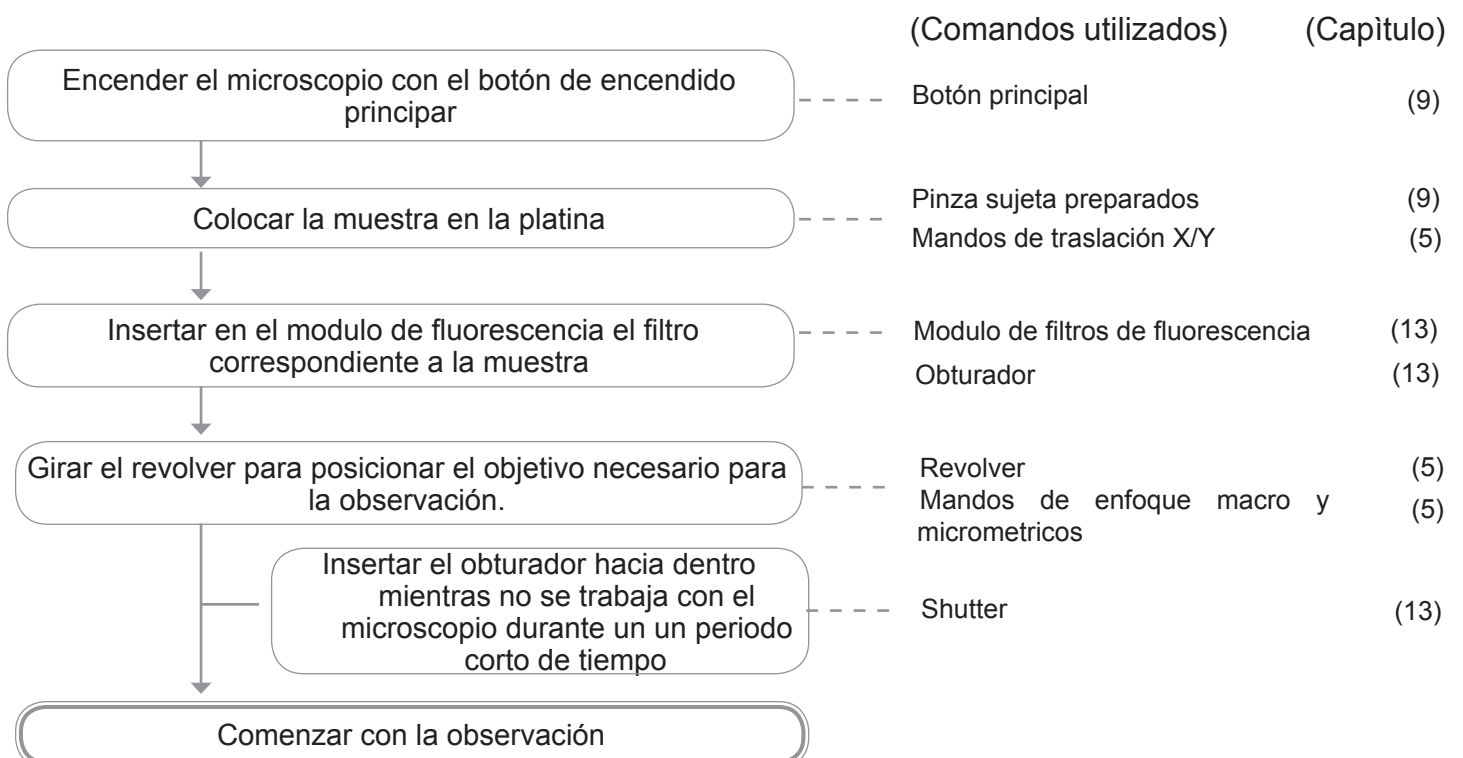 (Comandos utilizados) (Capìtulo)
Encender el microscopio con el botón de encendido
principar
Botón principal (9)
Colocar la muestra en la platina
Pinza sujeta preparados (9)
Mandos de traslación X/Y (5)
Insertar en el modulo de fluorescencia el filtro
correspondiente a la muestra
Modulo de filtros de fluorescencia (13)
Obturador (13)
Girar el revolver para posicionar el objetivo necesario para
la observación.
Revolver (5)
Mandos de enfoque macro y
micrometricos (5)
Insertar el obturador hacia dentro
mientras no se trabaja con el
microscopio durante un un periodo
corto de tiempo
Shutter (13)
Comenzar con la observación